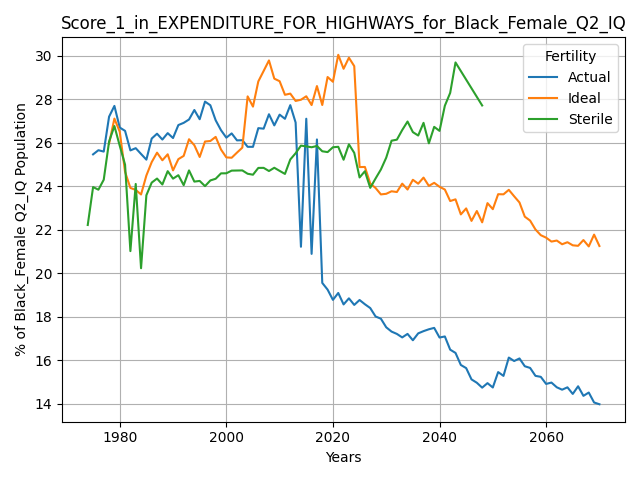 Score_1_in_EXPENDITURE_FOR_HIGHWAYS_for_Black_Female_Q2_IQ
% of Black_Female Q2_IQ Population
30
28
26
24
22
20
18
16
14
Fertility
Actual
Ideal
Sterile
1980 2000 2020 2040 2060
Years